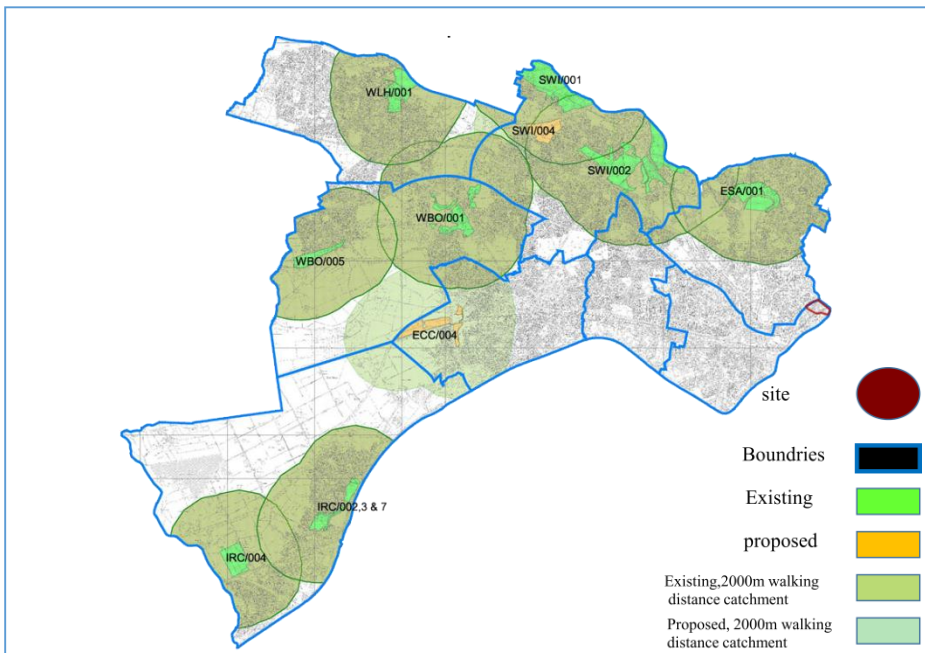 SWI/001
WLH/001
SWI/004
SWI/002
ESA/001
WBO/001
WBO/005
ECC/004
IRC/002,3 & 7
IRC/004
site
Boundries
Existing
proposed
Existing,2000m walking
distance catchment
Proposed, 2000m walking
distance catchment